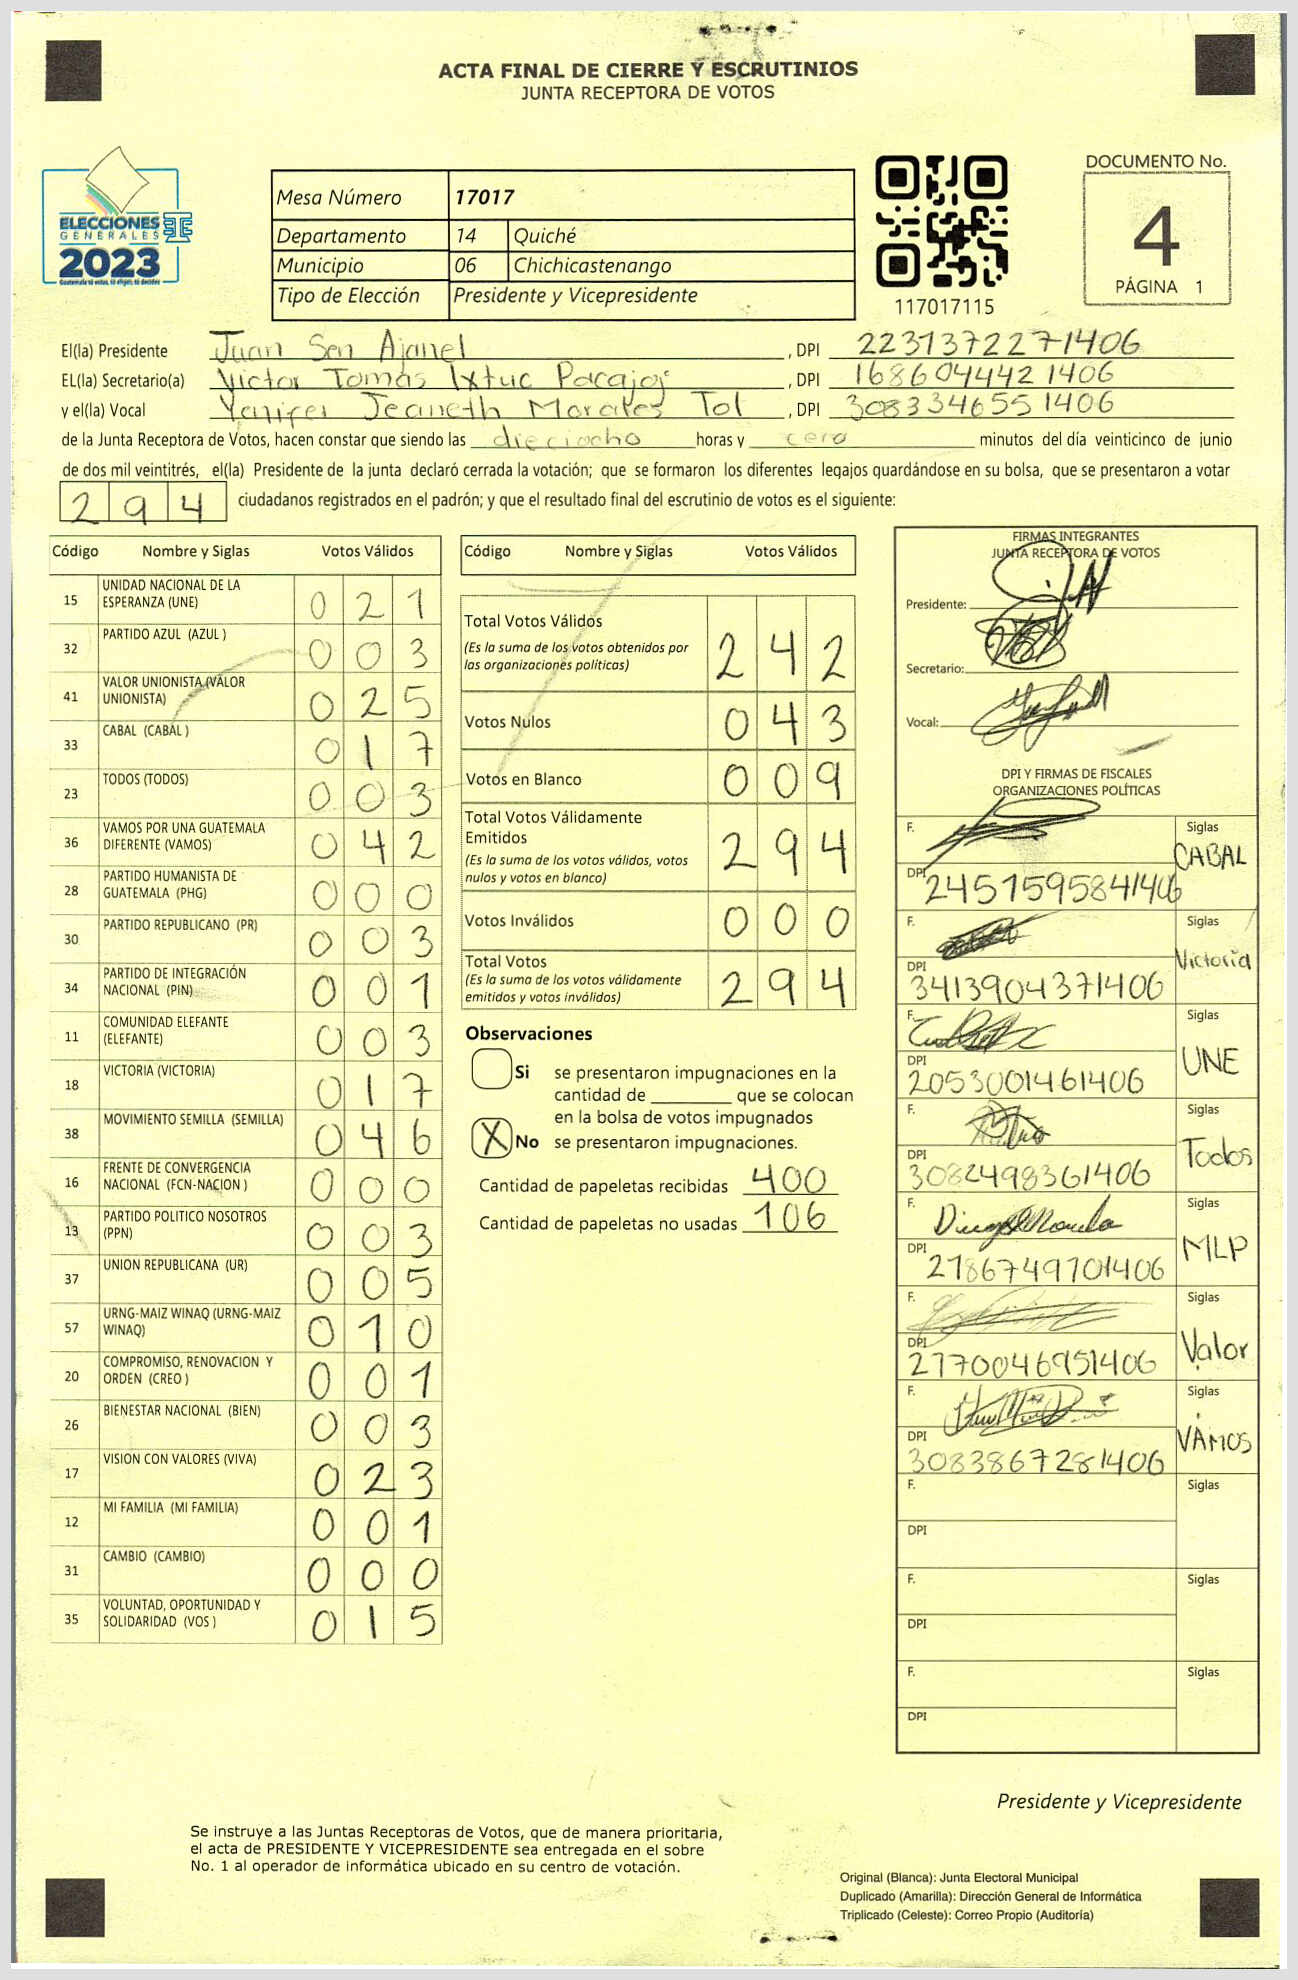 ACTA FINAL DE CIERRE Y ESCRUTINIOS
JUNTA RECEPTORA DE VOTOS
ELECCIONES
GENERALES
2023
Guatemala tú votas, tú eliges, tú decides
Mesa Número 17017
Departamento 14 Quiché
Municipio 06 Chichicastenango
Tipo de Elección Presidente y Vicepresidente
117017115
DOCUMENTO No.
4
PÁGINA 1
El(la) Presidente Juan Sen Ajanel, DPI 2231372271406
EL(la) Secretario(a) Victor Tomas Ixtuc Pacajoj, DPI 1686044421406
y el(la) Vocal Yenifer Jeaneth Morales Tol, DPI 3083346551406
de la Junta Receptora de Votos, hacen constar que siendo las dieciocho horas y cero minutos del día veinticinco de junio
de dos mil veintitrés, el(la) Presidente de la junta declaró cerrada la votación; que se formaron los diferentes legajos guardándose en su bolsa, que se presentaron a votar
294 ciudadanos registrados en el padrón; y que el resultado final del escrutinio de votos es el siguiente:
Código Nombre y Siglas Votos Válidos
15 UNIDAD NACIONAL DE LA ESPERANZA (UNE) 021
32 PARTIDO AZUL (AZUL ) 003
41 VALOR UNIONISTA (VALOR UNIONISTA) 025
33 CABAL (CABAL ) 017
23 TODOS (TODOS) 003
36 VAMOS POR UNA GUATEMALA DIFERENTE (VAMOS) 042
28 PARTIDO HUMANISTA DE GUATEMALA (PHG) 000
30 PARTIDO REPUBLICANO (PR) 003
34 PARTIDO DE INTEGRACIÓN NACIONAL (PIN) 001
11 COMUNIDAD ELEFANTE (ELEFANTE) 003
18 VICTORIA (VICTORIA) 017
38 MOVIMIENTO SEMILLA (SEMILLA) 046
16 FRENTE DE CONVERGENCIA NACIONAL (FCN-NACION ) 000
13 PARTIDO POLITICO NOSOTROS (PPN) 003
37 UNION REPUBLICANA (UR) 005
57 URNG-MAIZ WINAQ (URNG-MAIZ WINAQ) 010
20 COMPROMISO, RENOVACION Y ORDEN (CREO ) 001
26 BIENESTAR NACIONAL (BIEN) 003
17 VISION CON VALORES (VIVA) 023
12 MI FAMILIA (MI FAMILIA) 001
31 CAMBIO (CAMBIO) 000
35 VOLUNTAD, OPORTUNIDAD Y SOLIDARIDAD (VOS ) 015
Código Nombre y Siglas Votos Válidos
Total Votos Válidos 242
(Es la suma de los votos obtenidos por
las organizaciones políticas)
Votos Nulos 043
Votos en Blanco 009
Total Votos Válidamente
Emitidos 294
(Es la suma de los votos válidos, votos
nulos y votos en blanco)
Votos Inválidos 000
Total Votos 294
(Es la suma de los votos válidamente
emitidos y votos inválidos)
Observaciones
Si se presentaron impugnaciones en la
cantidad de ________ que se colocan
en la bolsa de votos impugnados
X No se presentaron impugnaciones.
Cantidad de papeletas recibidas 400
Cantidad de papeletas no usadas 106
FIRMAS INTEGRANTES
JUNTA RECEPTORA DE VOTOS
Presidente:
Secretario:
Vocal:
DPI Y FIRMAS DE FISCALES
ORGANIZACIONES POLÍTICAS
F. Siglas
CABAL
DPI 2451595841406
F. Siglas
Victoria
DPI 3413904371406
F. Siglas
UNE
DPI 2053001461406
F. Siglas
Todos
DPI 3082498361406
F. Siglas
MLP
DPI 2786749701406
F. Siglas
Valor
DPI 2770046951406
F. Siglas
VAMOS
DPI 3083867281406
F. Siglas
DPI
F. Siglas
DPI
F. Siglas
DPI
Presidente y Vicepresidente
Se instruye a las Juntas Receptoras de Votos, que de manera prioritaria,
el acta de PRESIDENTE Y VICEPRESIDENTE sea entregada en el sobre
No. 1 al operador de informática ubicado en su centro de votación.
Original (Blanca): Junta Electoral Municipal
Duplicado (Amarilla): Dirección General de Informática
Triplicado (Celeste): Correo Propio (Auditoría)